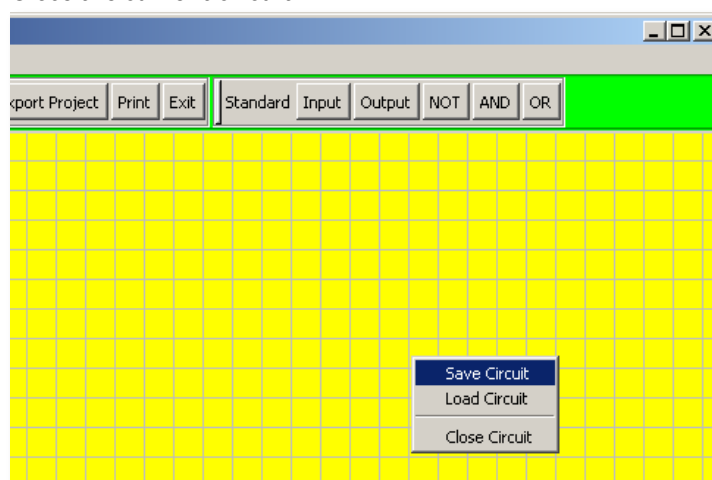 xport Project Print Exit Standard Input Output NOT AND OR
Save Circuit
Load Circuit
Close Circuit